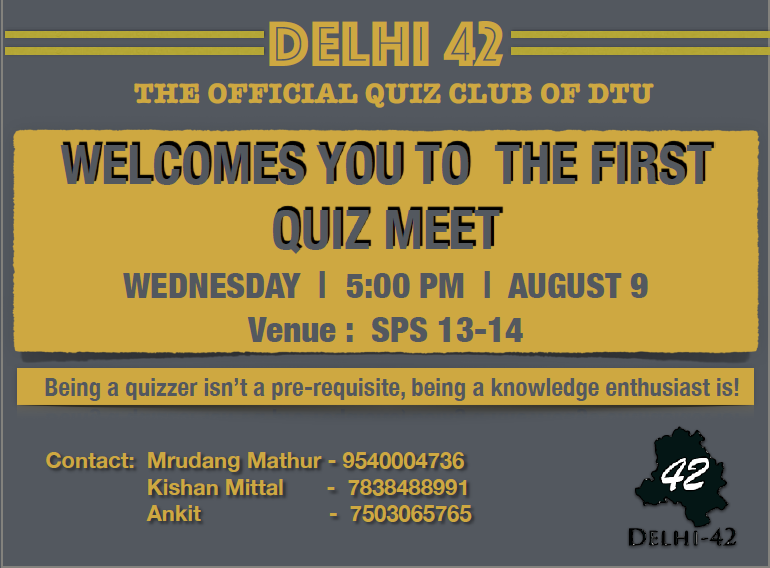 DELHI 42
THE OFFICIAL QUIZ CLUB OF DTU
WELCOMES YOU TO THE FIRST
QUIZ MEET
WEDNESDAY | 5:00 PM | AUGUST 9
Venue : SPS 13-14
Being a quizzer isn't a pre-requisite, being a knowledge enthusiast is!
Contact: Mrudang Mathur - 9540004736
Kishan Mittal - 7838488991
Ankit - 7503065765
42
DELHI-42